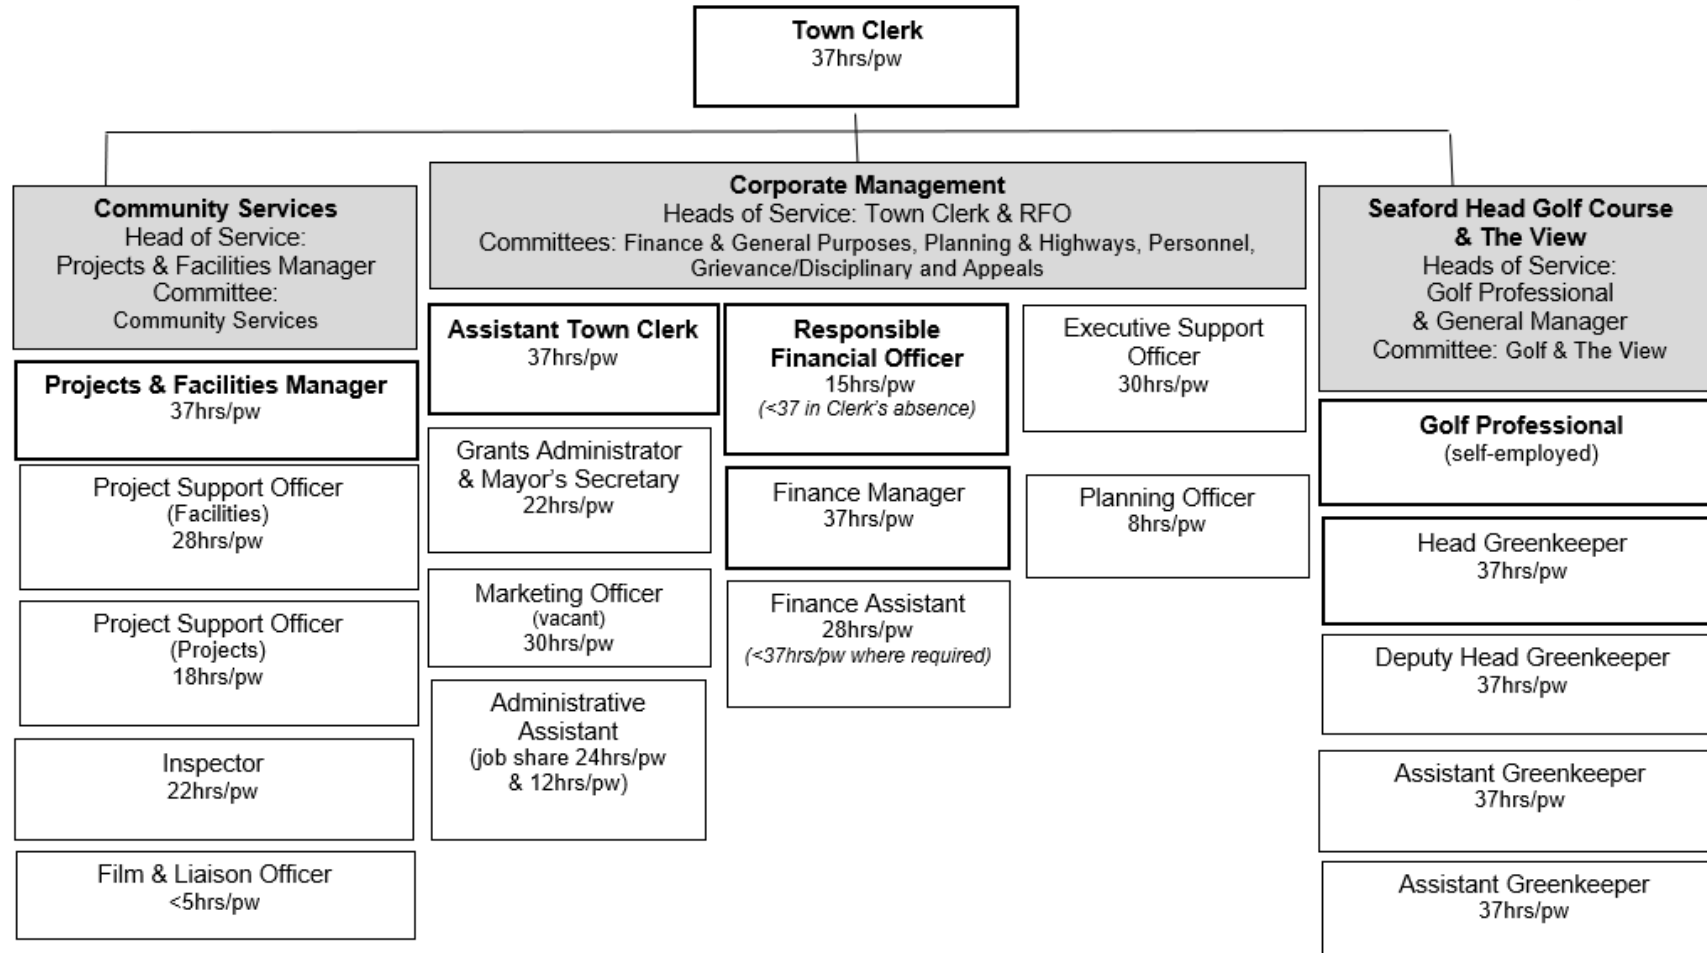 Town Clerk
37hrs/pw
Community Services
Head of Service:
Projects & Facilities Manager
Committee:
Community Services
Projects & Facilities Manager
37hrs/pw
Project Support Officer
(Facilities)
28hrs/pw
Project Support Officer
(Projects)
18hrs/pw
Inspector
22hrs/pw
Film & Liaison Officer
<5hrs/pw
Corporate Management
Heads of Service: Town Clerk & RFO
Committees: Finance & General Purposes, Planning & Highways, Personnel,
Grievance/Disciplinary and Appeals
Assistant Town Clerk
37hrs/pw
Grants Administrator
& Mayor's Secretary
22hrs/pw
Marketing Officer
(vacant)
30hrs/pw
Administrative
Assistant
(job share 24hrs/pw
& 12hrs/pw)
Responsible
Financial Officer
15hrs/pw
(<37 in Clerk's absence)
Finance Manager
37hrs/pw
Finance Assistant
28hrs/pw
(<37hrs/pw where required)
Executive Support
Officer
30hrs/pw
Planning Officer
8hrs/pw
Seaford Head Golf Course
& The View
Heads of Service:
Golf Professional
& General Manager
Committee: Golf & The View
Golf Professional
(self-employed)
Head Greenkeeper
37hrs/pw
Deputy Head Greenkeeper
37hrs/pw
Assistant Greenkeeper
37hrs/pw
Assistant Greenkeeper
37hrs/pw